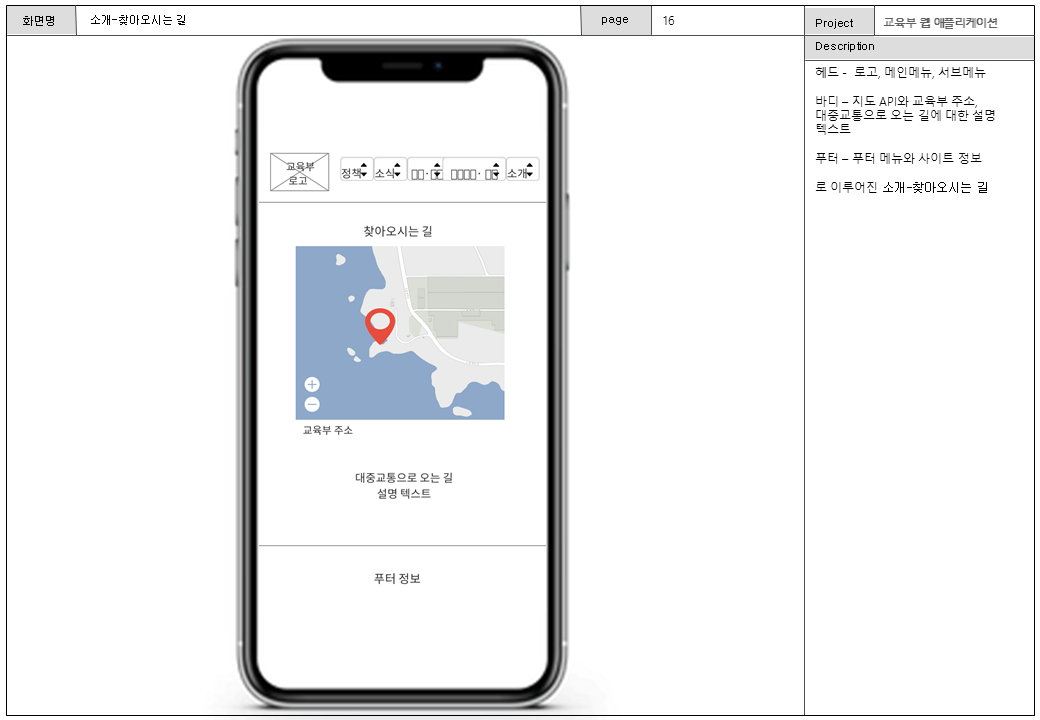 화면명
소개-찾아오시는 길
page
16
Project
교육부 웹 애플리케이션
Description
헤드 - 로고, 메인메뉴, 서브메뉴
바디 – 지도 API와 교육부 주소,
대중교통으로 오는 길에 대한 설명
텍스트
푸터 – 푸터 메뉴와 사이트 정보
로 이루어진 소개-찾아오시는 길
교육부
로고
정책
소식
□□·□
□□□□·□□
소개
찾아오시는 길
교육부 주소
대중교통으로 오는 길
설명 텍스트
푸터 정보